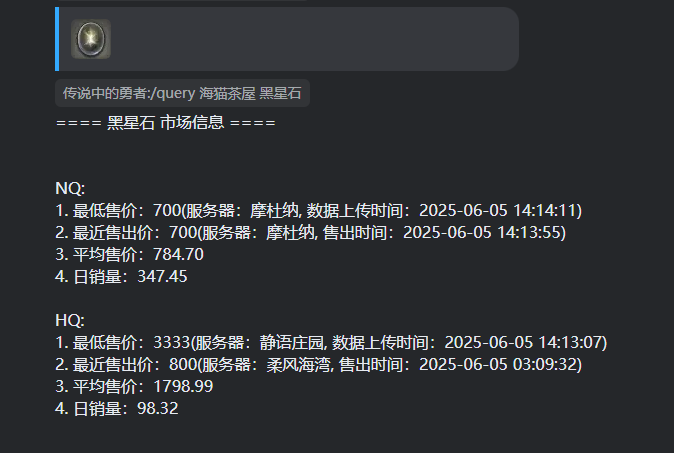 传说中的勇者:/query 海猫茶屋 黑星石
==== 黑星石 市场信息 ====
NQ:
1. 最低售价：700(服务器：摩杜纳, 数据上传时间：2025-06-05 14:14:11)
2. 最近售出价：700(服务器：摩杜纳, 售出时间：2025-06-05 14:13:55)
3. 平均售价：784.70
4. 日销量：347.45
HQ:
1. 最低售价：3333(服务器：静语庄园, 数据上传时间：2025-06-05 14:13:07)
2. 最近售出价：800(服务器：柔风海湾, 售出时间：2025-06-05 03:09:32)
3. 平均售价：1798.99
4. 日销量：98.32